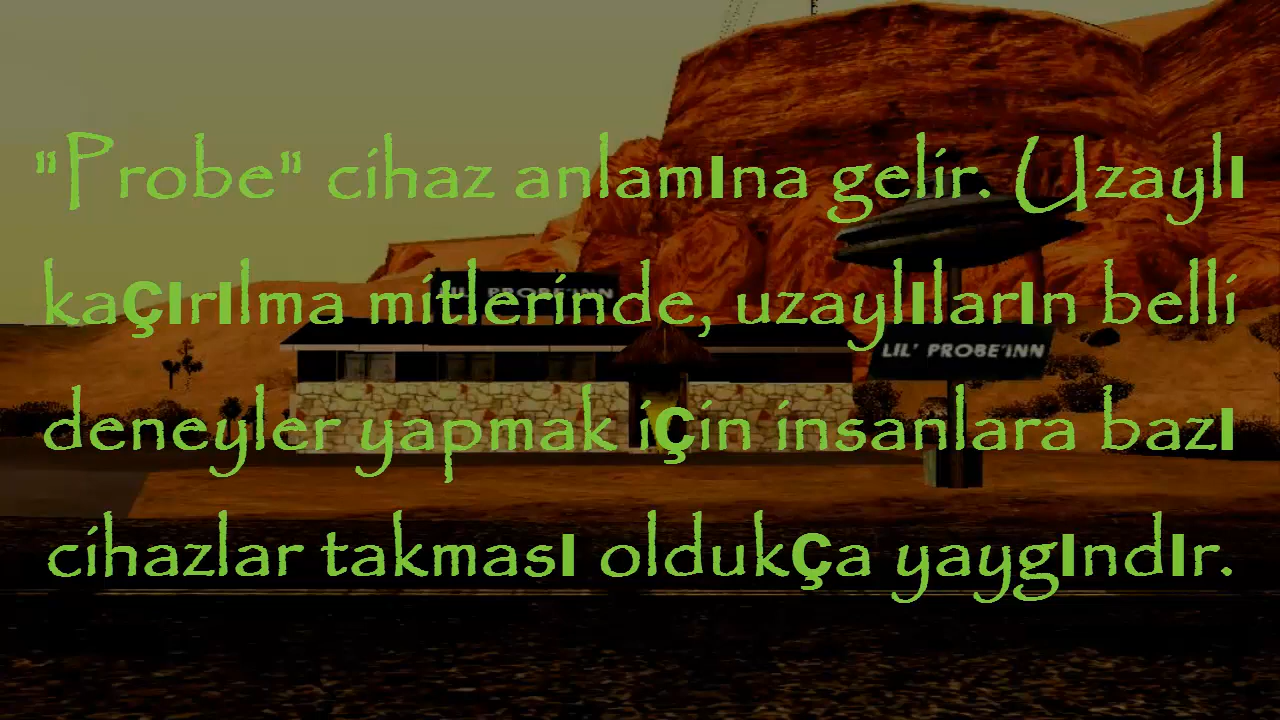 "Probe" cihaz anlamına gelir. Uzaylı
kaçırılma mitlerinde, uzaylıların belli
LIL' PROBE'INN
LIL' PROBE'INN
deneyler yapmak için insanlara bazı
cihazlar takması oldukça yaygındır.